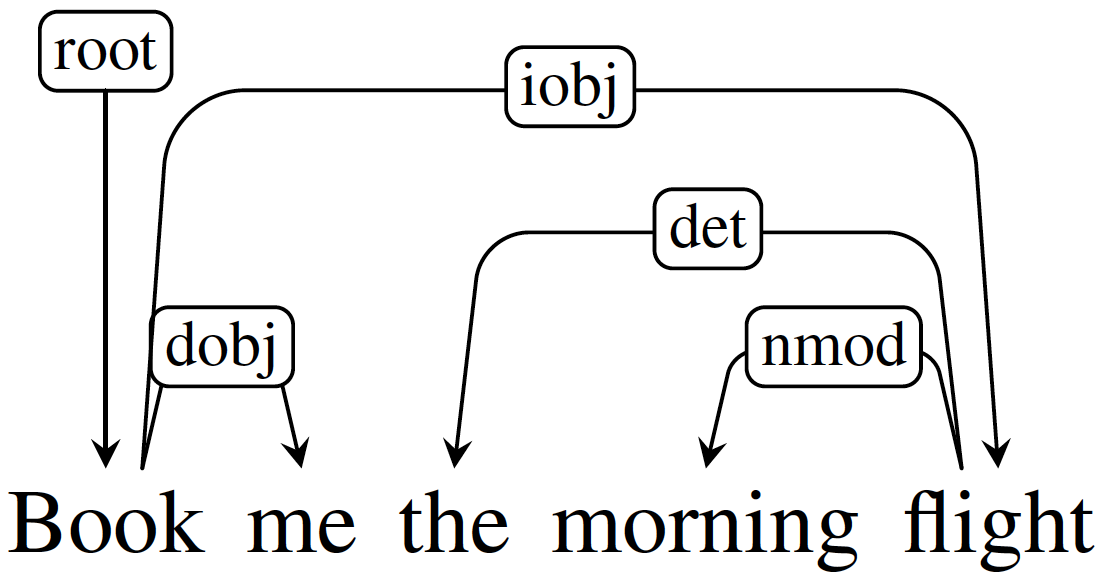 root
iobj
det
dobj nmod
Book me the morning flight